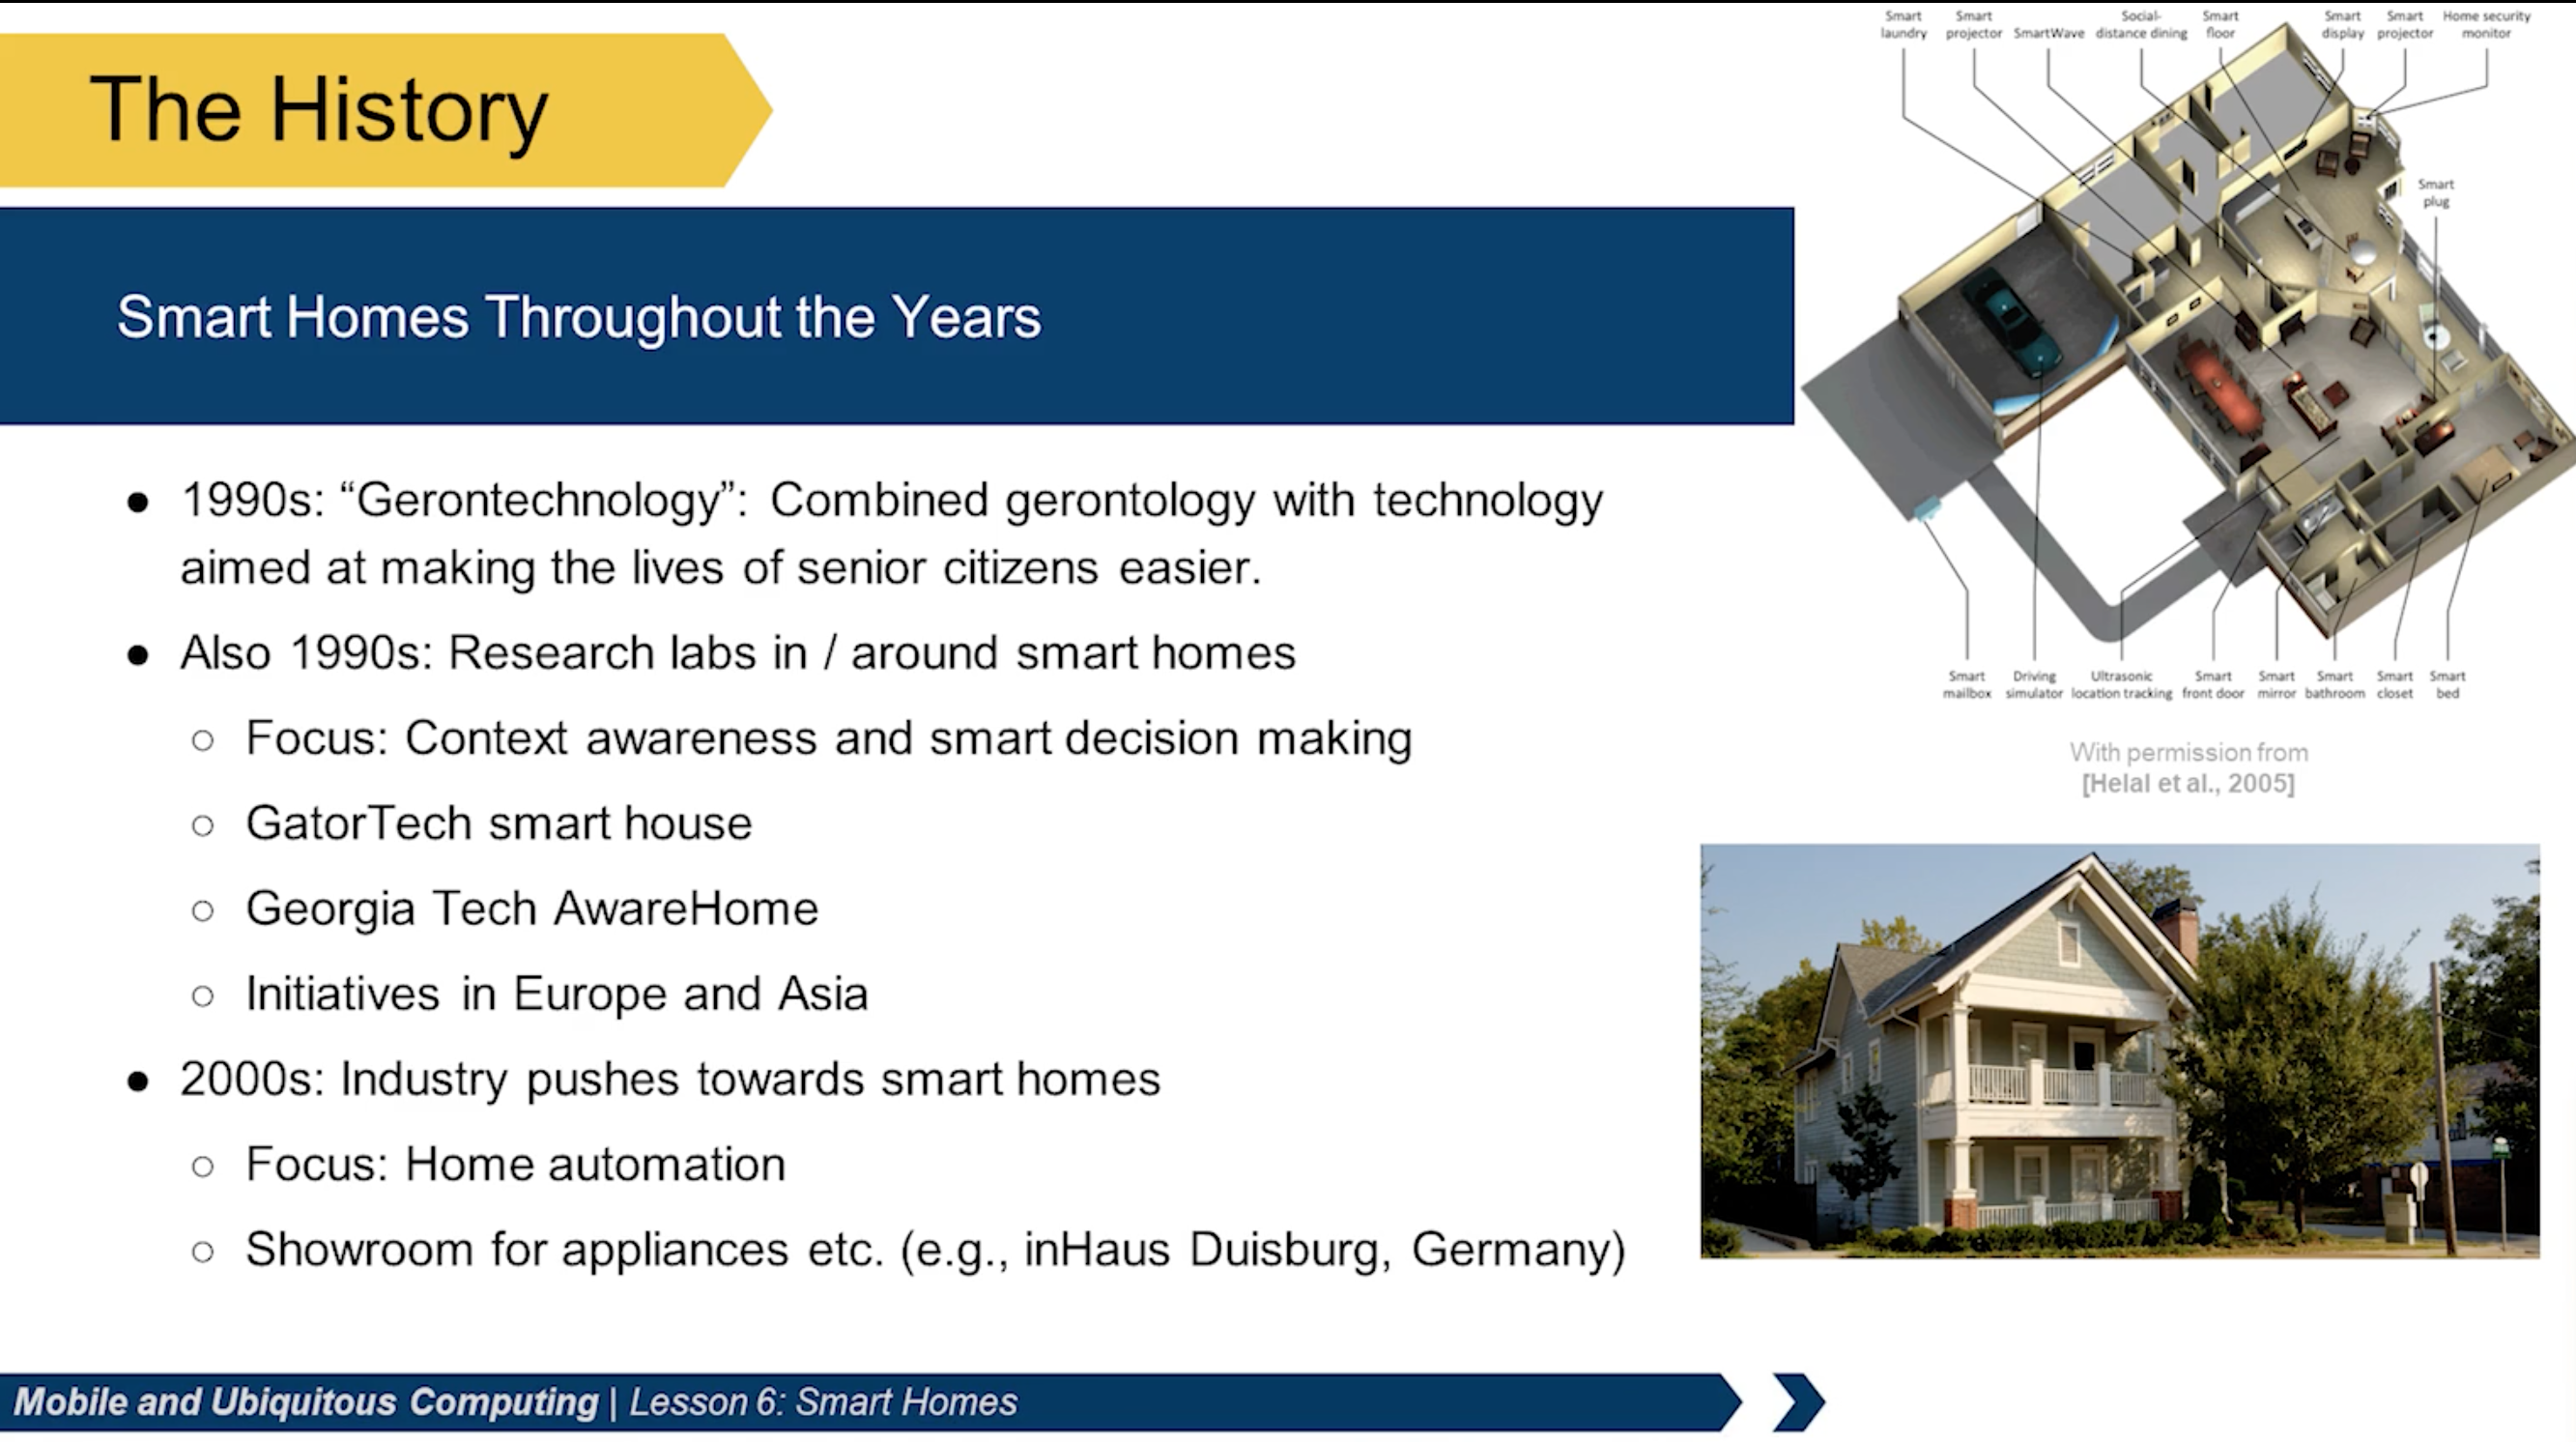 The History
Smart Homes Throughout the Years
● 1990s: “Gerontechnology”: Combined gerontology with technology
aimed at making the lives of senior citizens easier.
● Also 1990s: Research labs in / around smart homes
○ Focus: Context awareness and smart decision making
○ GatorTech smart house
○ Georgia Tech AwareHome
○ Initiatives in Europe and Asia
● 2000s: Industry pushes towards smart homes
○ Focus: Home automation
○ Showroom for appliances etc. (e.g., inHaus Duisburg, Germany)
Smart
laundry
Smart
projector
SmartWave
Social-
distance dining
Smart
floor
Smart
display
Smart
projector
Home security
monitor
Smart
plug
Smart
mailbox
Driving
simulator
Ultrasonic
location tracking
Smart
front door
Smart
mirror
Smart
bathroom
Smart
closet
Smart
bed
With permission from
[Helal et al., 2005]
Mobile and Ubiquitous Computing | Lesson 6: Smart Homes